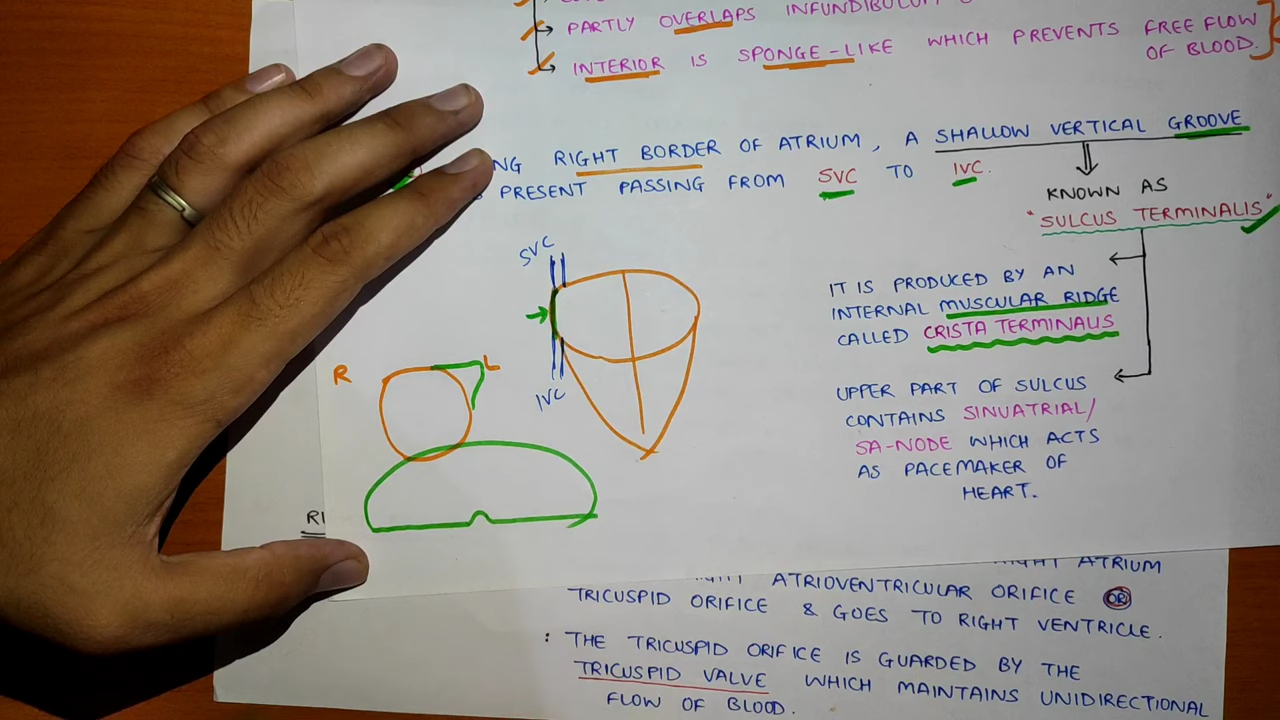 PARTLY OVERLAPS INFUNDIBULUM
INTERIOR IS SPONGE-LIKE WHICH PREVENTS FREE FLOW
OF BLOOD.
RIGHT BORDER OF ATRIUM, A SHALLOW VERTICAL GROOVE
PRESENT PASSING FROM SVC TO IVC.
KNOWN AS
"SULCUS TERMINALIS"
SVC
IVC
R
L
IT IS PRODUCED BY AN
INTERNAL MUSCULAR RIDGE
CALLED CRISTA TERMINALIS
UPPER PART OF SULCUS
CONTAINS SINUATRIAL/
SA-NODE WHICH ACTS
AS PACEMAKER OF
HEART.
RI
ATRIUM
ATRIOVENTRICULAR ORIFICE OR
TRICUSPID ORIFICE & GOES TO RIGHT VENTRICLE.
: THE TRICUSPID ORIFICE IS GUARDED BY THE
TRICUSPID VALVE WHICH MAINTAINS UNIDIRECTIONAL
FLOW OF BLOOD.